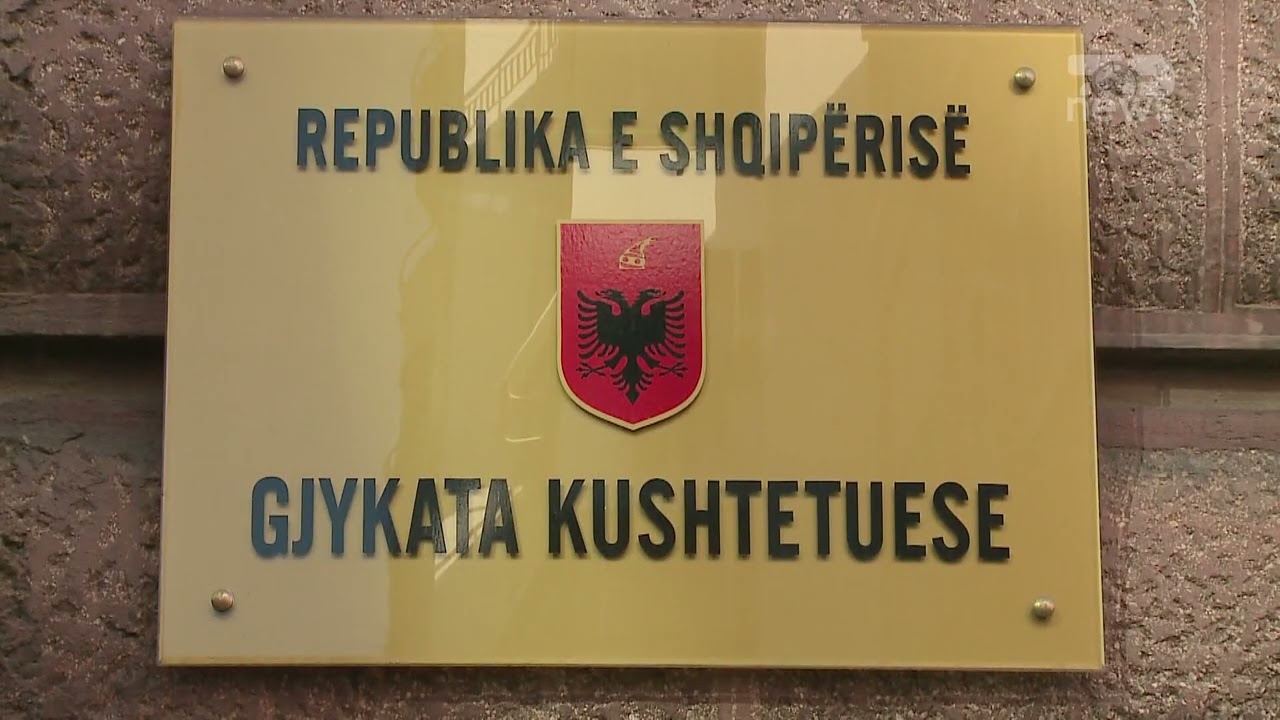 REPUBLIKA E SHQIPËRISË
GJYKATA KUSHTETUESE